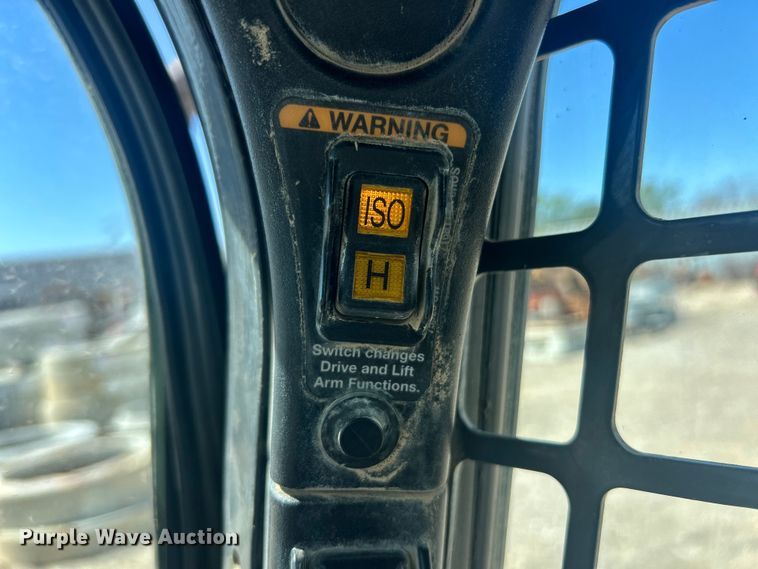 WARNING
ISO
H
Switch changes
Drive and Lift
Arm Functions.
Purple Wave Auction